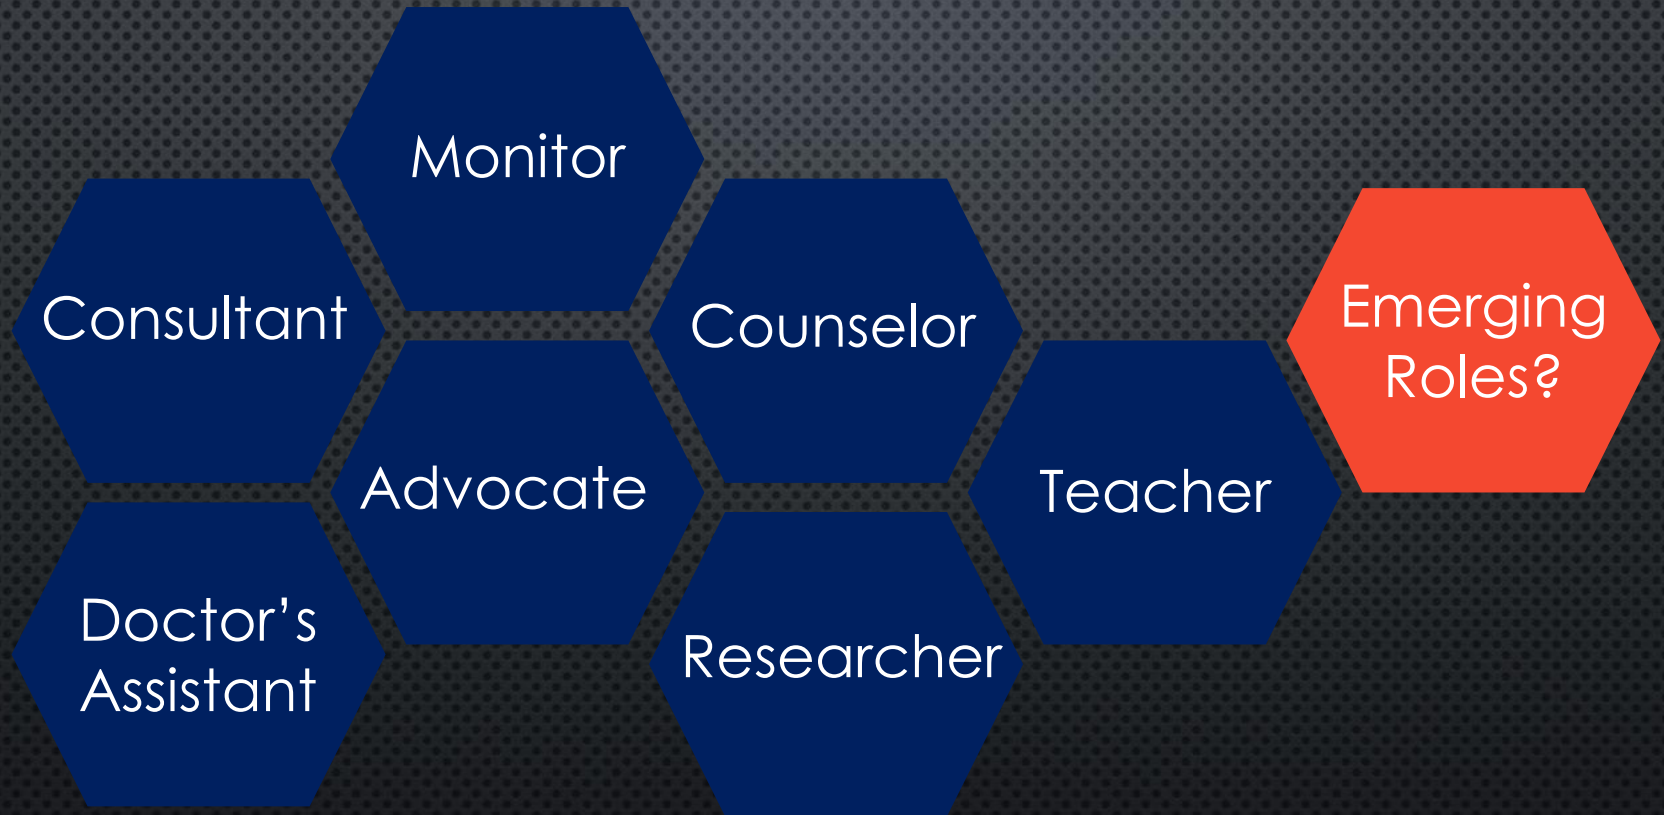 Monitor
Consultant
Counselor
Emerging
Roles?
Advocate
Teacher
Doctor’s
Assistant
Researcher